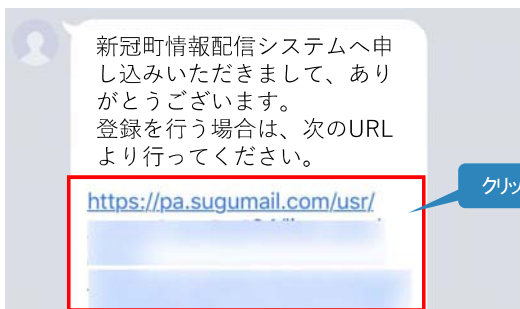 新冠町情報配信システムへ申
し込みいただきまして、あり
がとうございます。
登録を行う場合は、次のURL
より行ってください。
https://pa.sugumail.com/usr/
クリッ